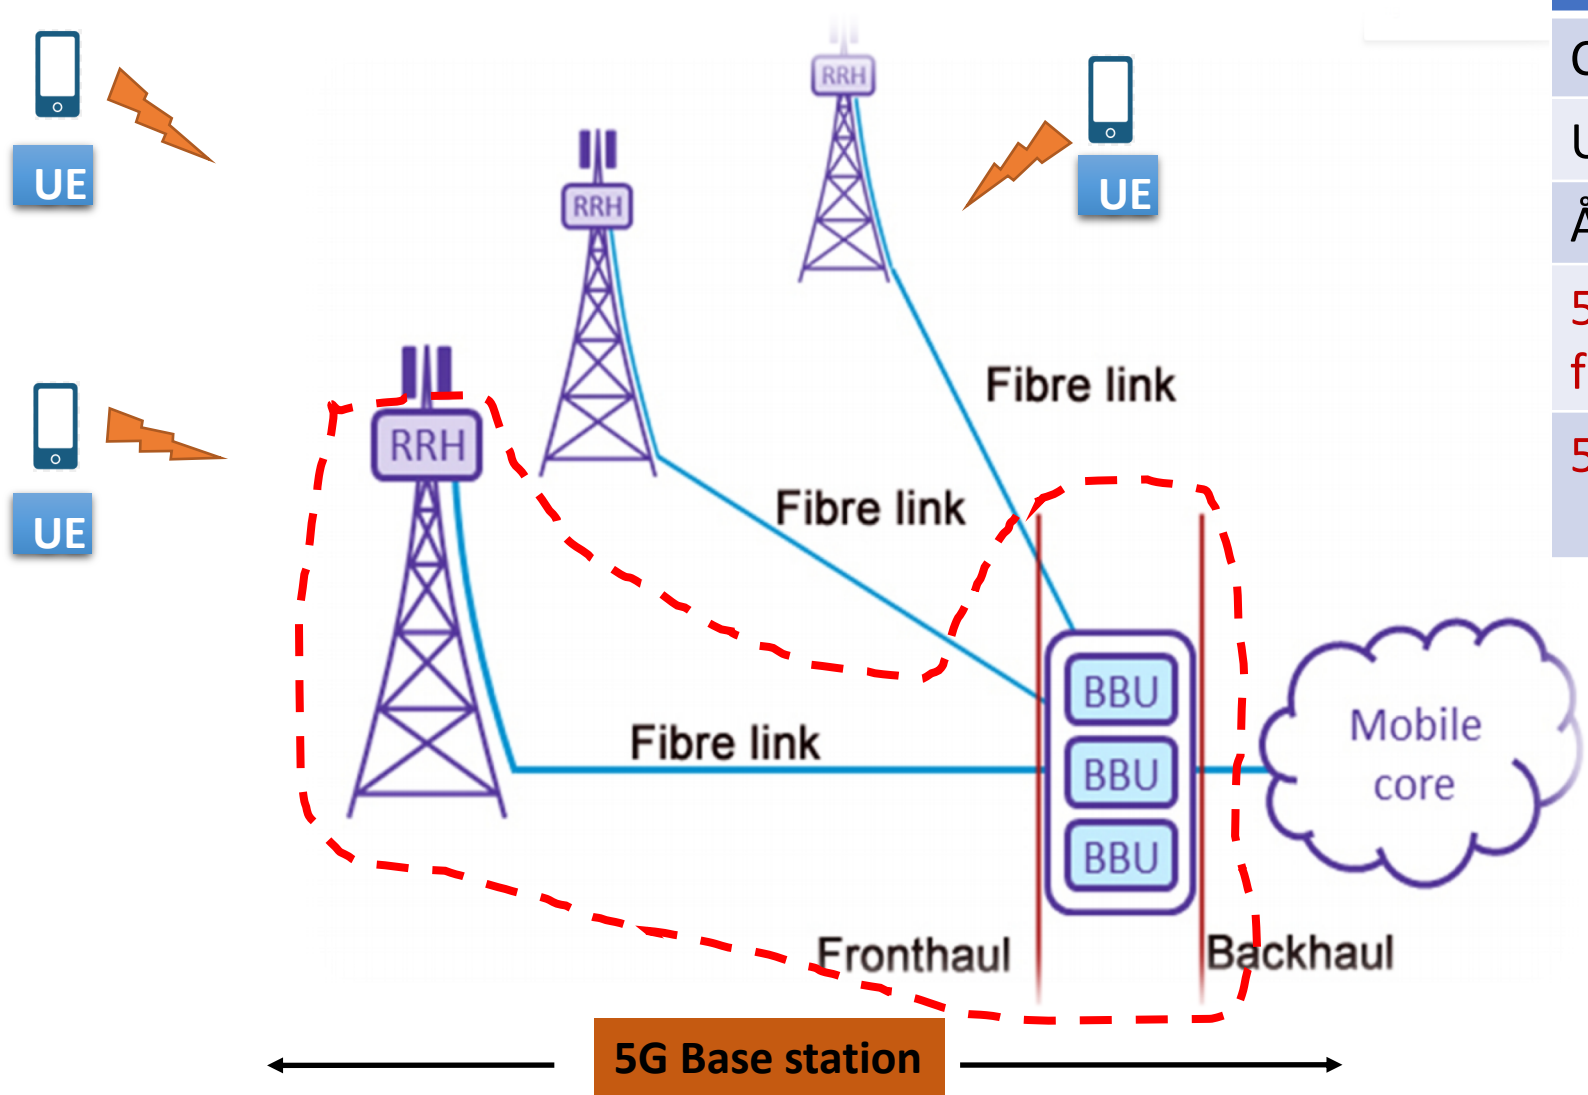 RRH
UE
UE
RRH
Fibre link
RRH
Fibre link
UE
BBU
Fibre link
Mobile
BBU
core
BBU
Fronthaul
Backhaul
5G Base station